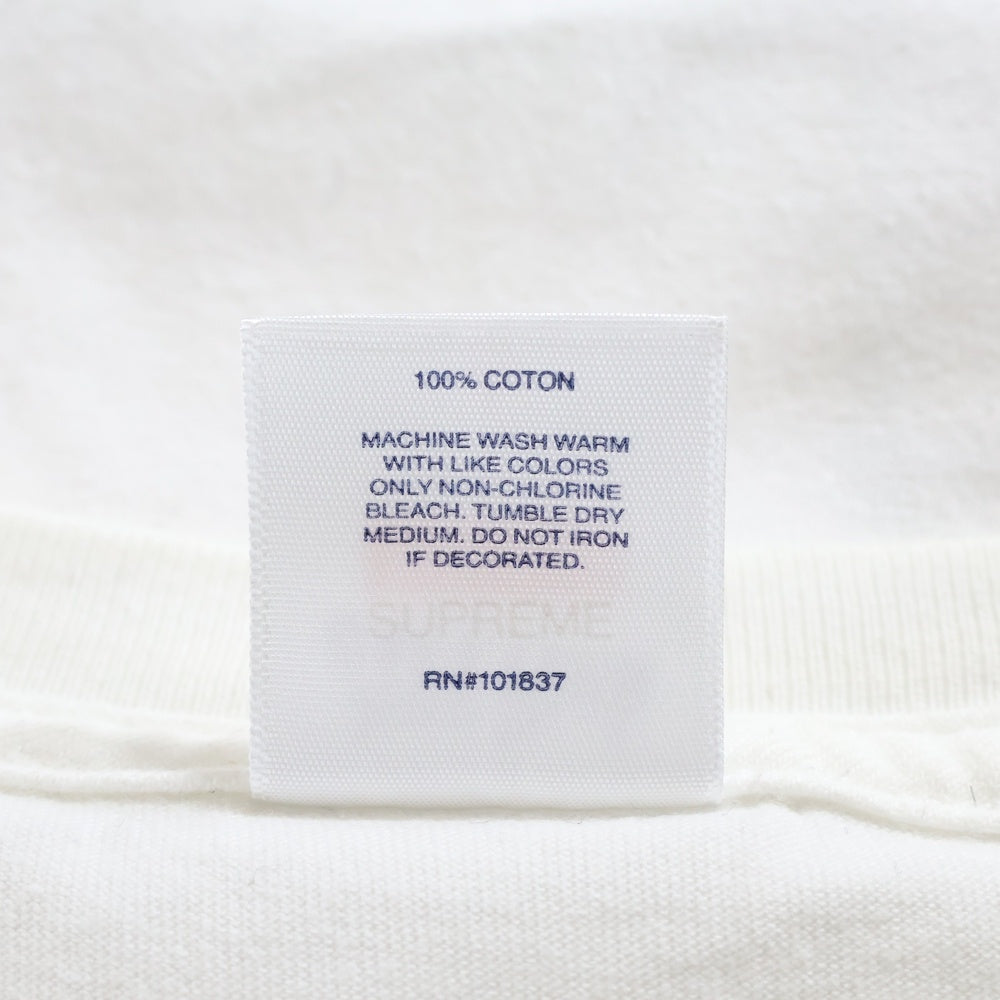 100% COTON
MACHINE WASH WARM
WITH LIKE COLORS
ONLY NON-CHLORINE
BLEACH. TUMBLE DRY
MEDIUM. DO NOT IRON
IF DECORATED.
SUPREME
RN#101837